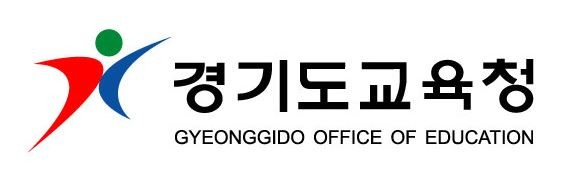 경기도교육청
GYEONGGIDO OFFICE OF EDUCATION